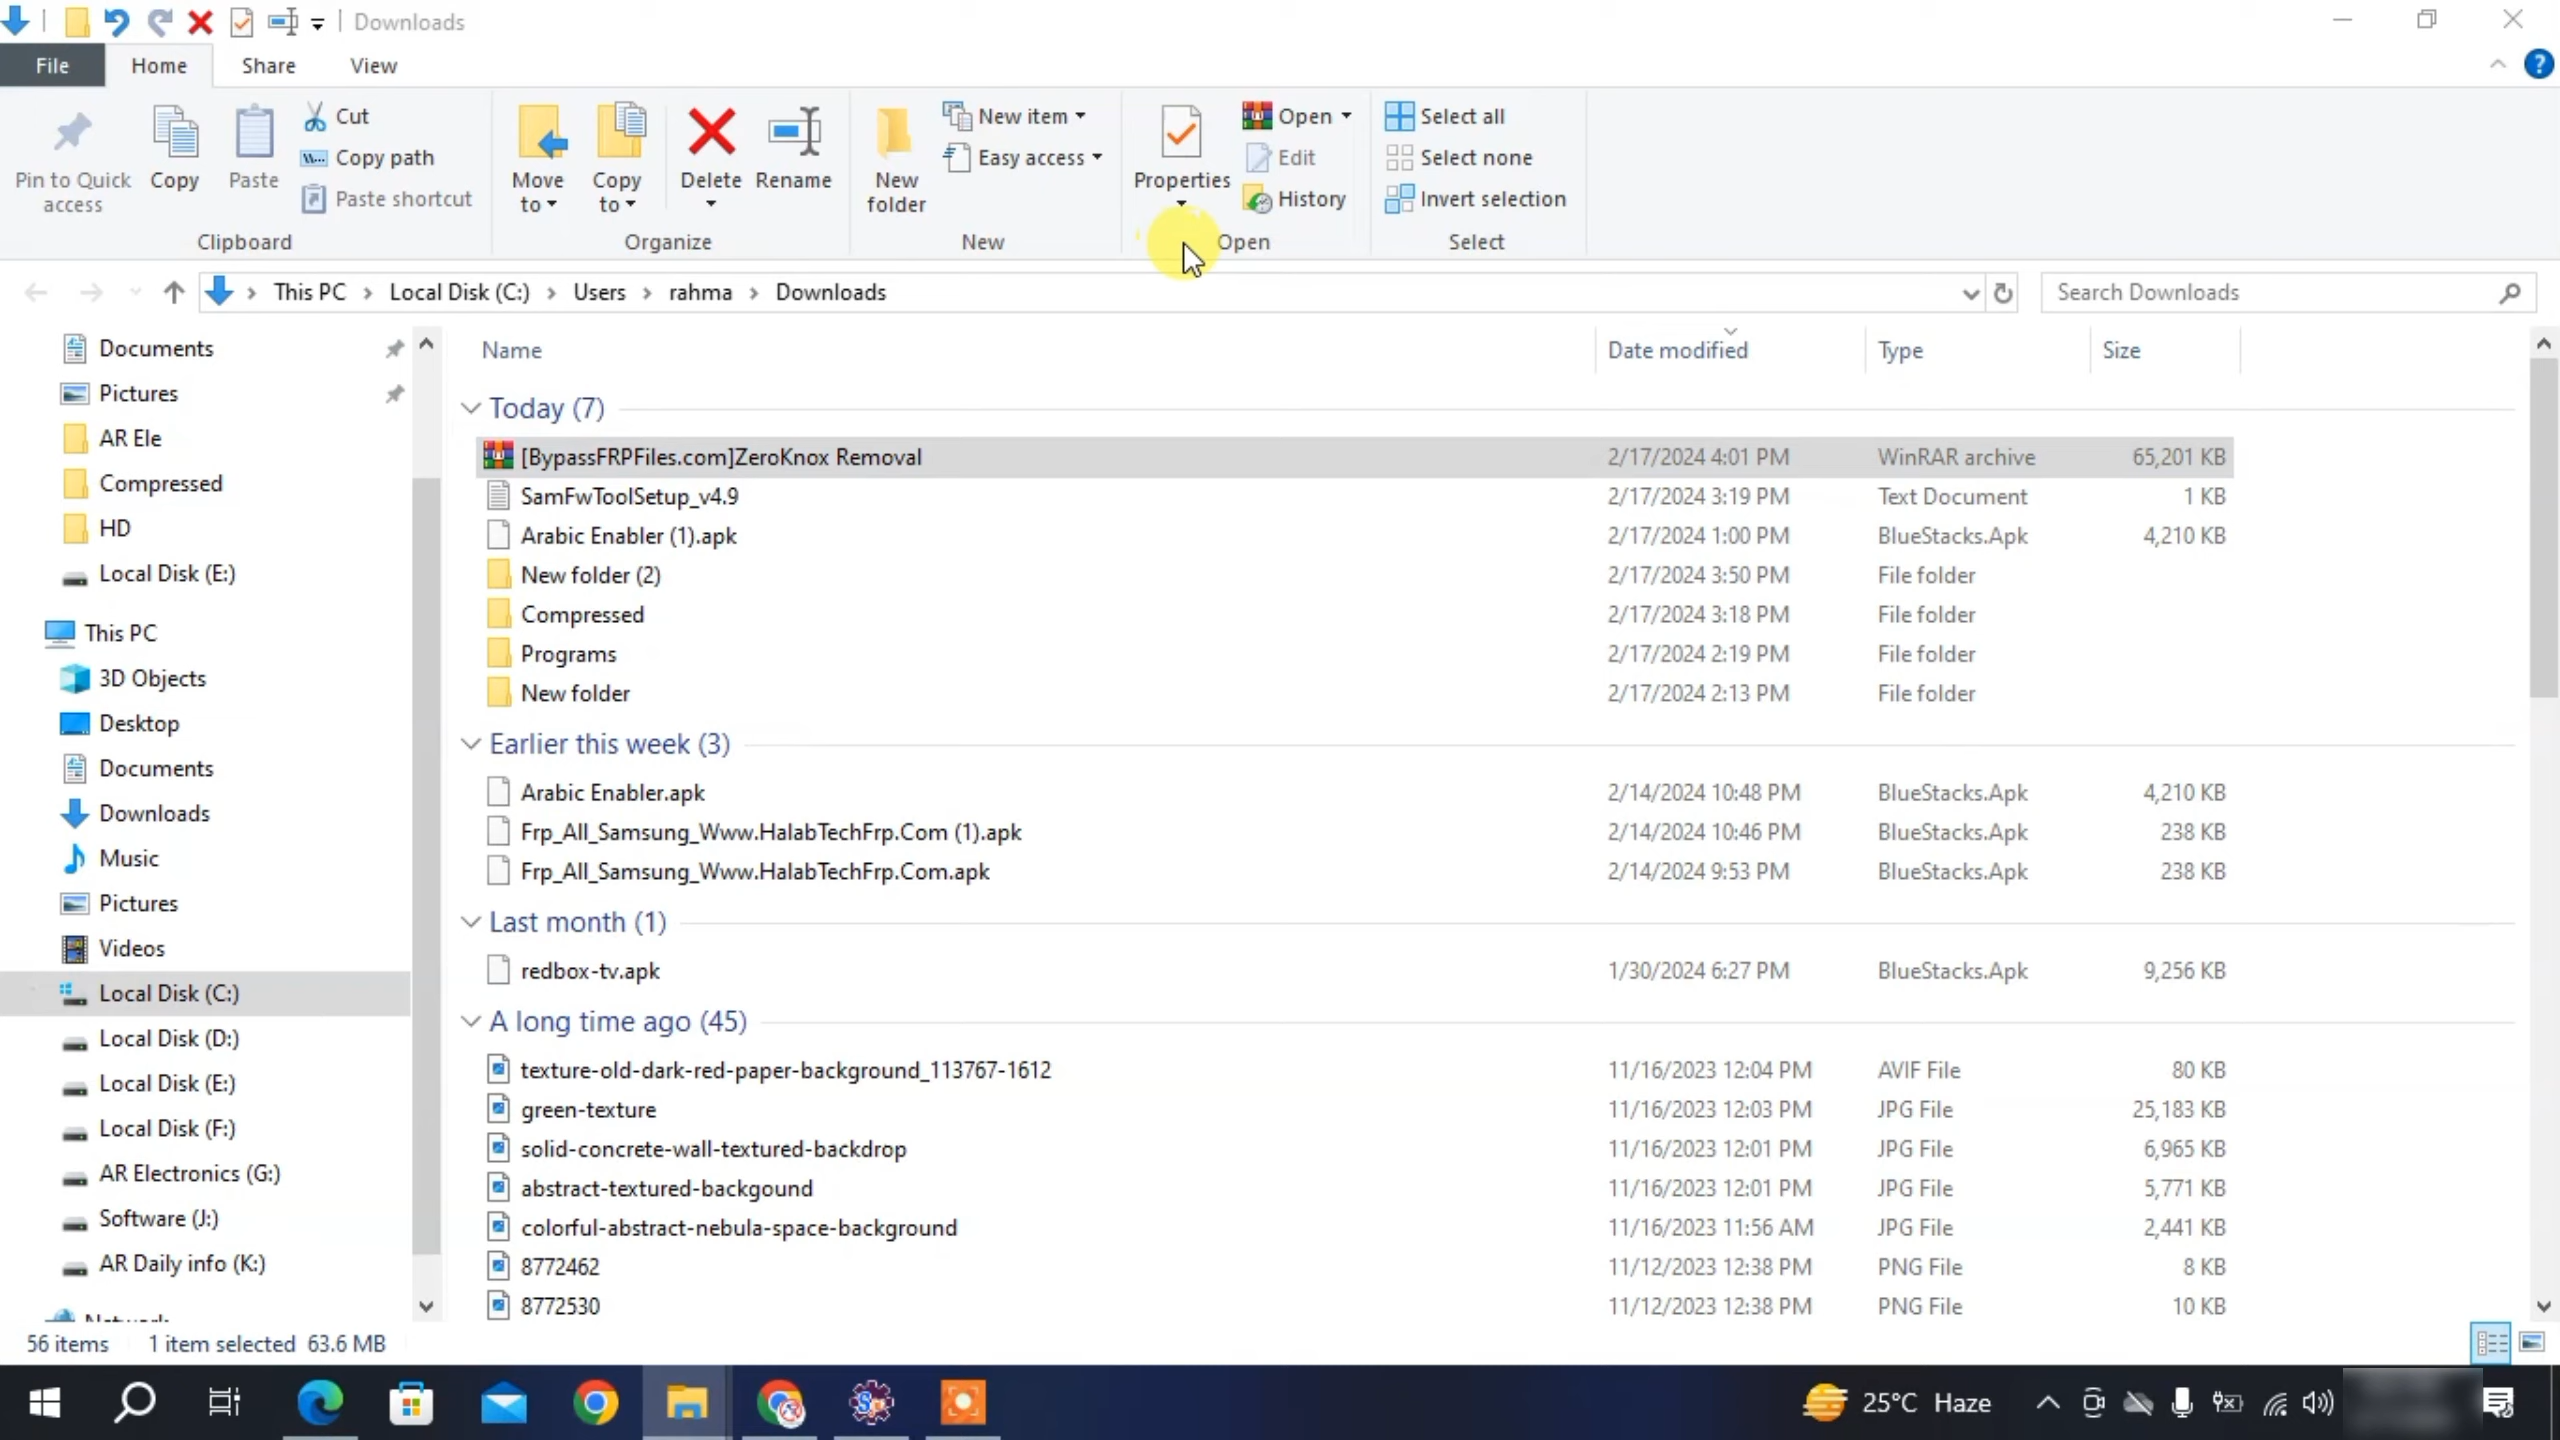 Downloads
File Home Share View
Pin to Quick access
Copy
Paste
Cut
Copy path
Paste shortcut
Clipboard
Move to
Copy to
Delete
Rename
Organize
New folder
New item
Easy access
New
Properties
Open
Edit
History
Open
Select all
Select none
Invert selection
Select
This PC > Local Disk (C:) > Users > rahma > Downloads
Search Downloads
Documents
Pictures
AR Ele
Compressed
HD
Local Disk (E:)
This PC
3D Objects
Desktop
Documents
Downloads
Music
Pictures
Videos
Local Disk (C:)
Local Disk (D:)
Local Disk (E:)
Local Disk (F:)
AR Electronics (G:)
Software (J:)
AR Daily info (K:)
Network
Name Date modified Type Size
Today (7)
[BypassFRPFiles.com]ZeroKnox Removal 2/17/2024 4:01 PM WinRAR archive 65,201 KB
SamFwToolSetup_v4.9 2/17/2024 3:19 PM Text Document 1 KB
Arabic Enabler (1).apk 2/17/2024 1:00 PM BlueStacks.Apk 4,210 KB
New folder (2) 2/17/2024 3:50 PM File folder
Compressed 2/17/2024 3:18 PM File folder
Programs 2/17/2024 2:19 PM File folder
New folder 2/17/2024 2:13 PM File folder
Earlier this week (3)
Arabic Enabler.apk 2/14/2024 10:48 PM BlueStacks.Apk 4,210 KB
Frp_All_Samsung_Www.HalabTechFrp.Com (1).apk 2/14/2024 10:46 PM BlueStacks.Apk 238 KB
Frp_All_Samsung_Www.HalabTechFrp.Com.apk 2/14/2024 9:53 PM BlueStacks.Apk 238 KB
Last month (1)
redbox-tv.apk 1/30/2024 6:27 PM BlueStacks.Apk 9,256 KB
A long time ago (45)
texture-old-dark-red-paper-background_113767-1612 11/16/2023 12:04 PM AVIF File 80 KB
green-texture 11/16/2023 12:03 PM JPG File 25,183 KB
solid-concrete-wall-textured-backdrop 11/16/2023 12:01 PM JPG File 6,965 KB
abstract-textured-backgound 11/16/2023 12:01 PM JPG File 5,771 KB
colorful-abstract-nebula-space-background 11/16/2023 11:56 AM JPG File 2,441 KB
8772462 11/12/2023 12:38 PM PNG File 8 KB
8772530 11/12/2023 12:38 PM PNG File 10 KB
56 items 1 item selected 63.6 MB
25°C Haze